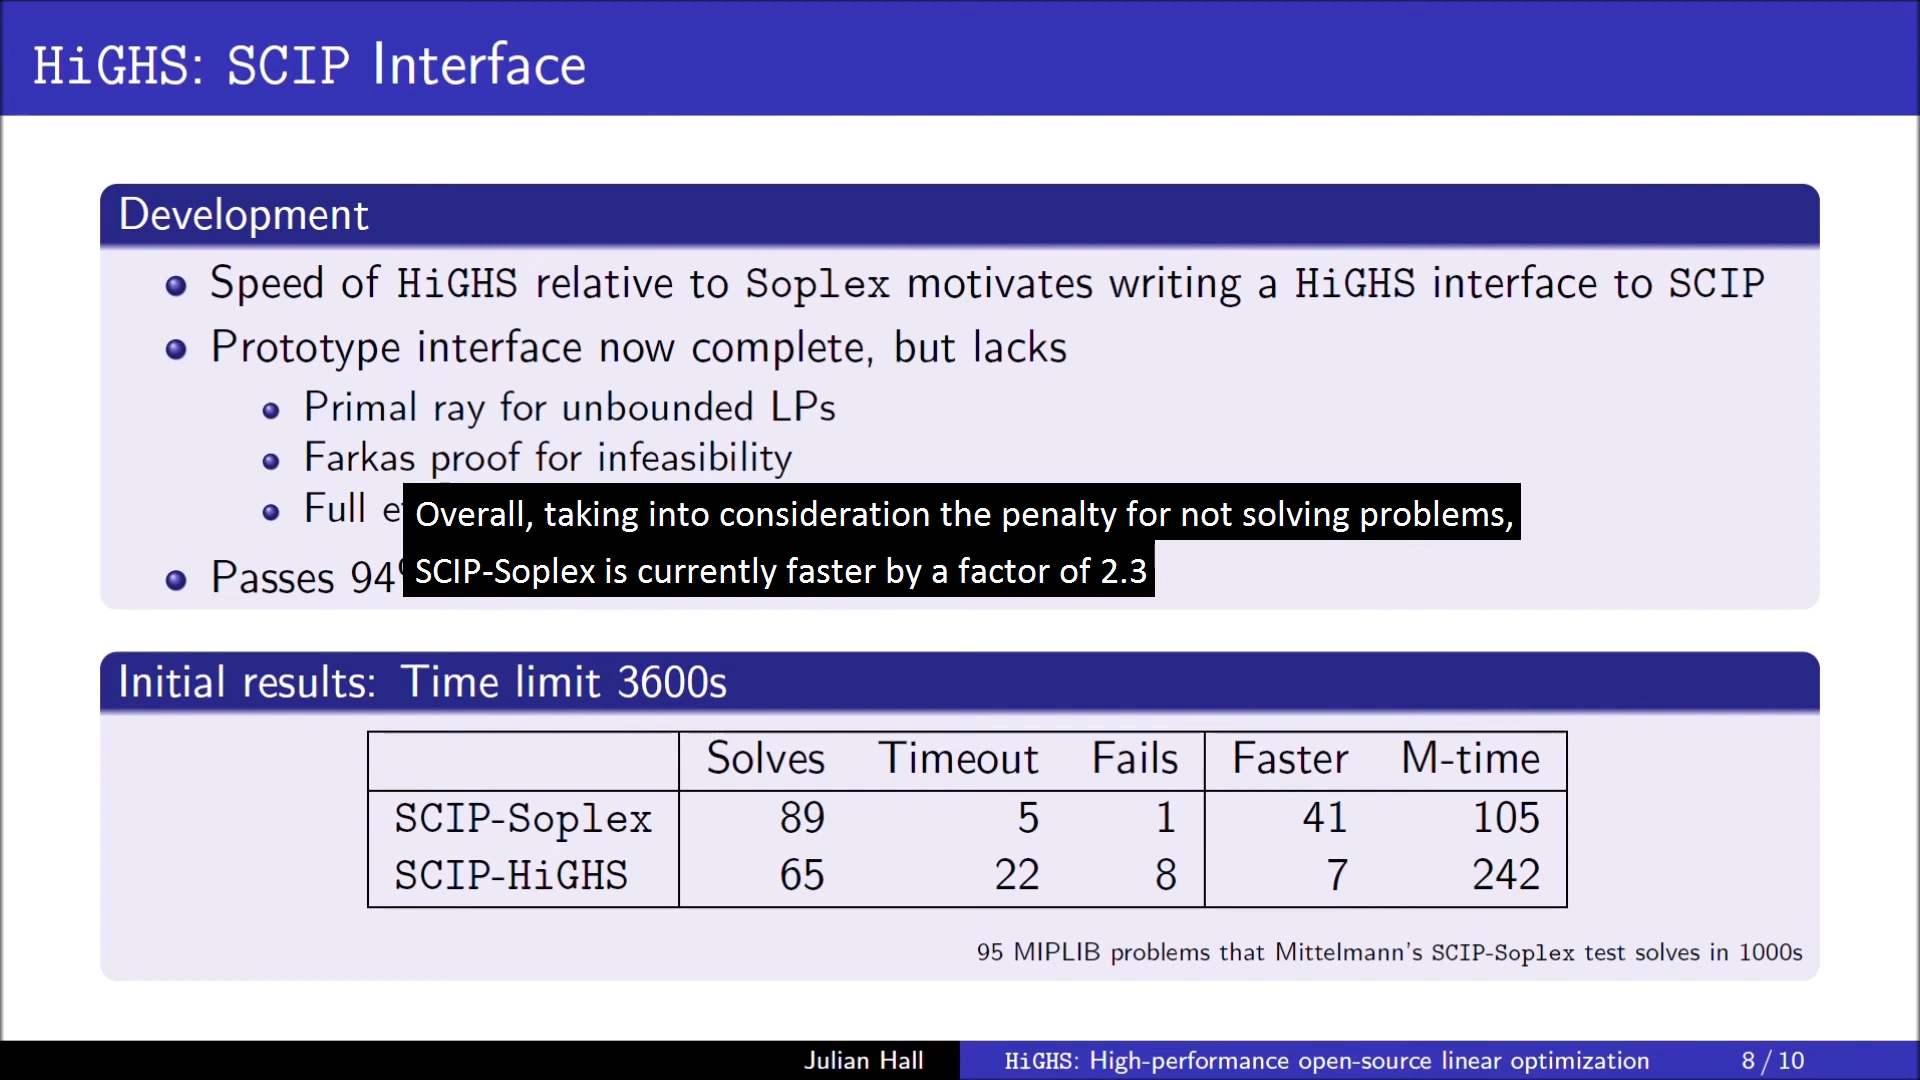 HiGHS: SCIP Interface
Development
Speed of HiGHS relative to Soplex motivates writing a HiGHS interface to SCIP
Prototype interface now complete, but lacks
Primal ray for unbounded LPs
Farkas proof for infeasibility
Full
Overall, taking into consideration the penalty for not solving problems,
SCIP-Soplex is currently faster by a factor of 2.3
Passes 94
Initial results: Time limit 3600s
Solves Timeout Fails Faster M-time
SCIP-Soplex 89 5 1 41 105
SCIP-HiGHS 65 22 8 7 242
95 MIPLIB problems that Mittelmann's SCIP-Soplex test solves in 1000s
Julian Hall HiGHS: High-performance open-source linear optimization 8 / 10